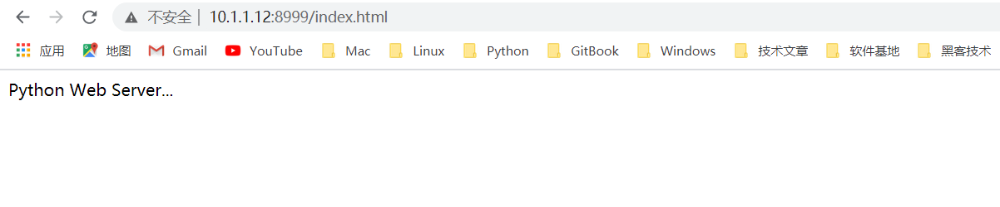 不安全 | 10.1.1.12:8999/index.html
应用 地图 Gmail YouTube Mac Linux Python GitBook Windows 技术文章 软件基地 黑客技术
Python Web Server...